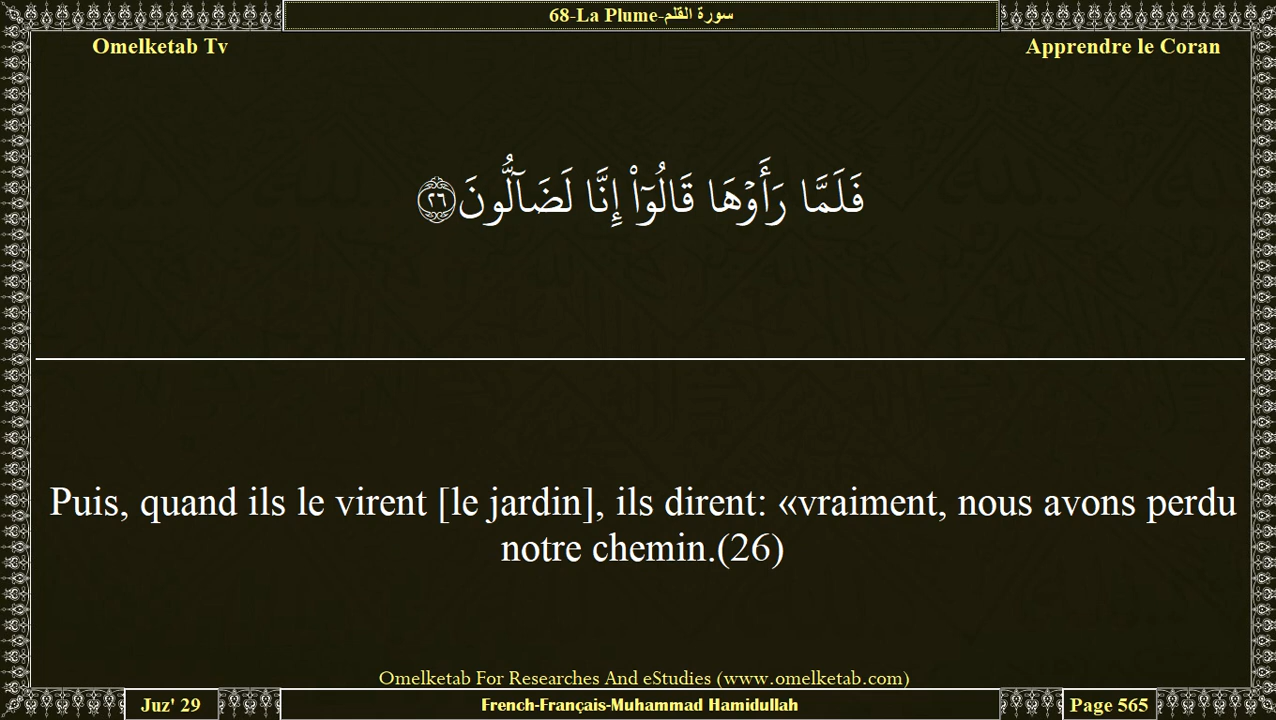 68-La Plume-سورة القلم
Omelketab Tv
Apprendre le Coran
فَلَمَّا رَأَوْهَا قَالُوٓا۟ إِنَّا لَضَآلُّونَ ٢٦
Puis, quand ils le virent [le jardin], ils dirent: «vraiment, nous avons perdu
notre chemin.(26)
Omelketab For Researches And eStudies (www.omelketab.com)
Juz' 29
French-Français-Muhammad Hamidullah
Page 565